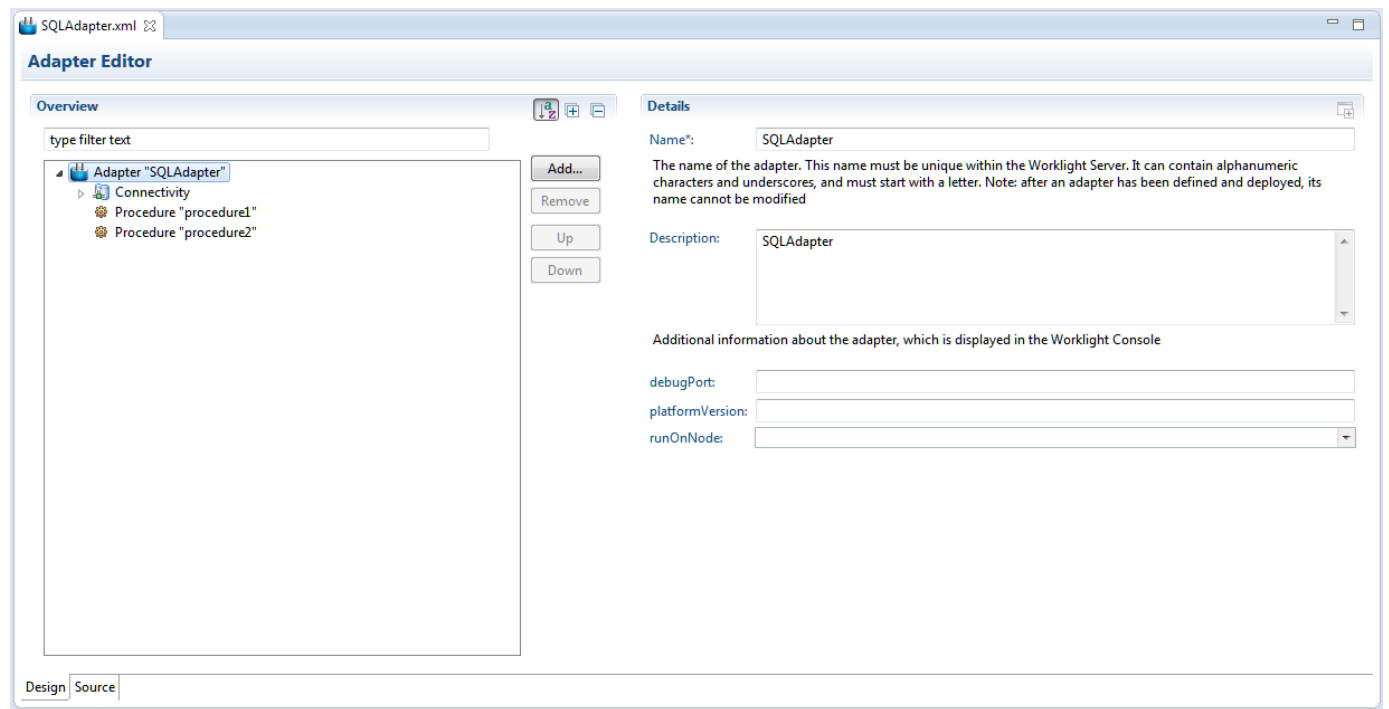 SQLAdapter.xml
Adapter Editor
Overview
type filter text
Adapter "SQLAdapter"
Connectivity
Procedure "procedure1"
Procedure "procedure2"
Add...
Remove
Up
Down
Details
Name*: SQLAdapter
The name of the adapter. This name must be unique within the Worklight Server. It can contain alphanumeric
characters and underscores, and must start with a letter. Note: after an adapter has been defined and deployed, its
name cannot be modified
Description: SQLAdapter
Additional information about the adapter, which is displayed in the Worklight Console
debugPort:
platformVersion:
runOnNode:
Design Source